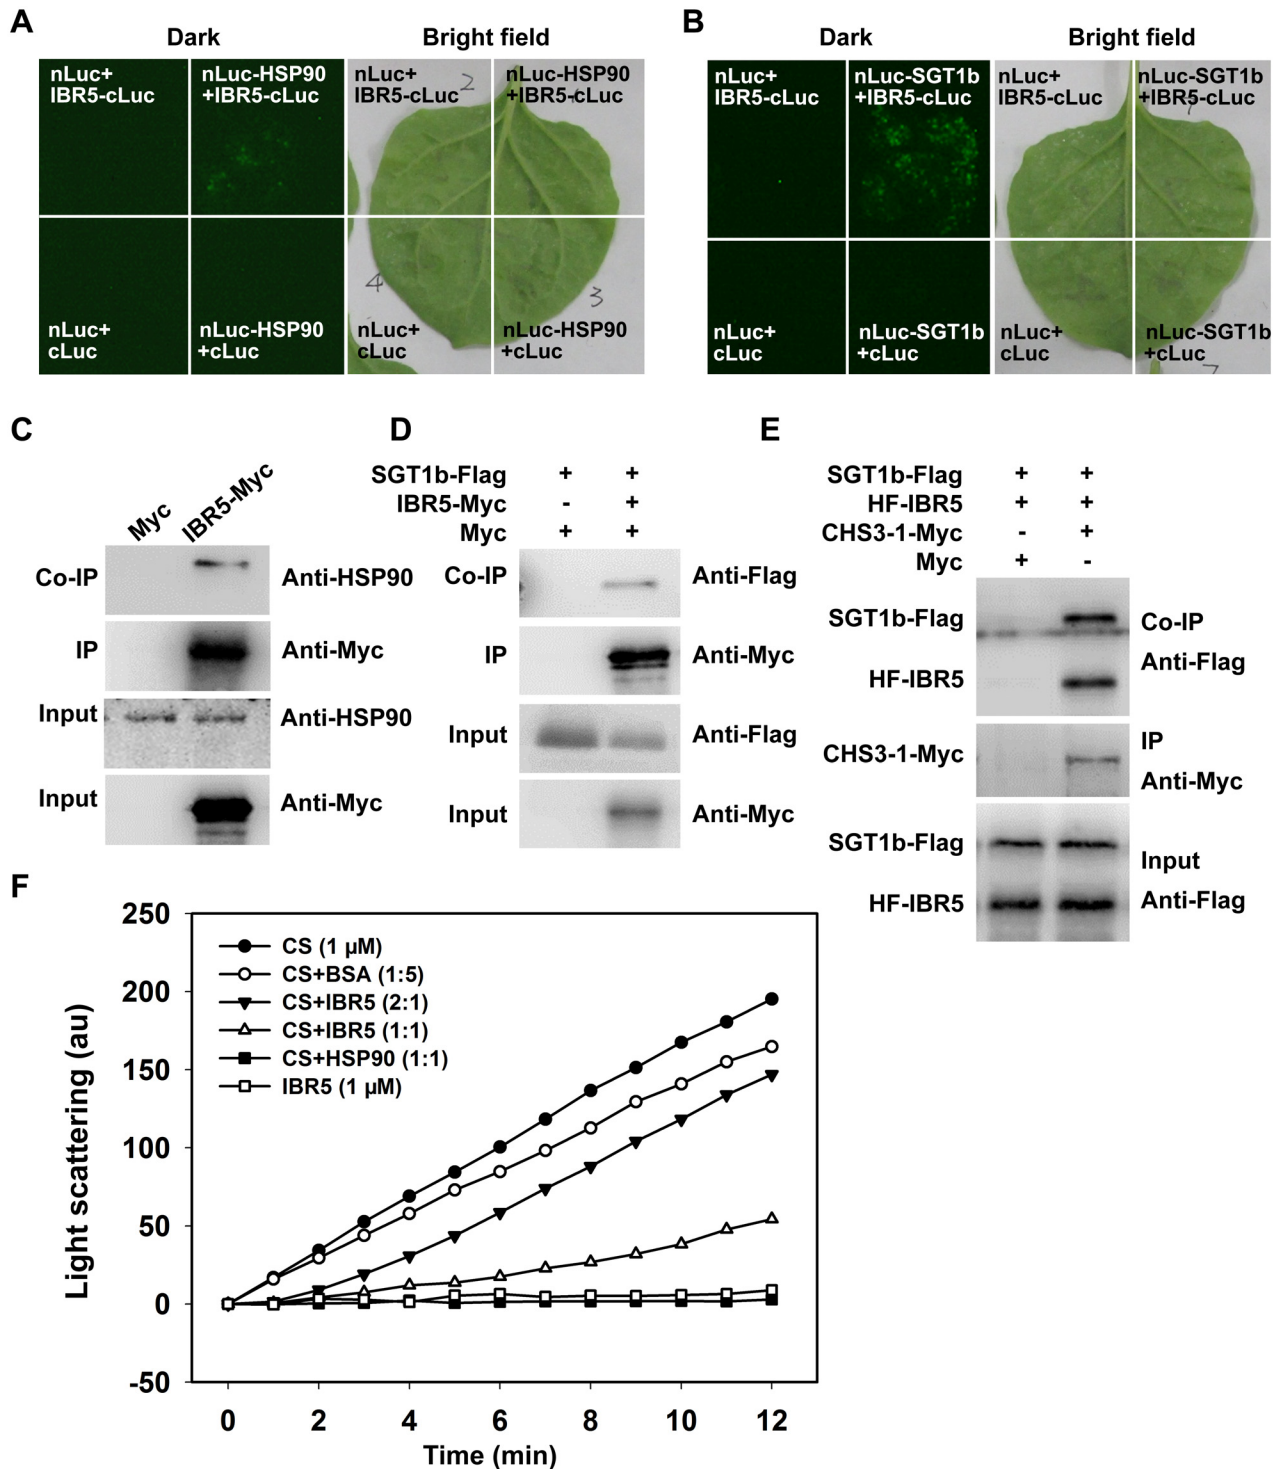 A
Dark
Bright field
nLuc+
IBR5-cLuc
nLuc-HSP90
+IBR5-cLuc
nLuc+
IBR5-cLuc
nLuc-HSP90
+IBR5-cLuc
2
4
3
nLuc+
cLuc
nLuc-HSP90
+cLuc
nLuc+
cLuc
nLuc-HSP90
+cLuc
B
Dark
Bright field
nLuc+
IBR5-cLuc
nLuc-SGT1b
+IBR5-cLuc
nLuc+
IBR5-cLuc
nLuc-SGT1b
+IBR5-cLuc
nLuc+
cLuc
nLuc-SGT1b
+cLuc
nLuc+
cLuc
nLuc-SGT1b
+cLuc
C
Myc
IBR5-Myc
Co-IP
Anti-HSP90
IP
Anti-Myc
Input
Anti-HSP90
Input
Anti-Myc
D
SGT1b-Flag + +
IBR5-Myc - +
Myc + +
Co-IP
Anti-Flag
IP
Anti-Myc
Input
Anti-Flag
Input
Anti-Myc
E
SGT1b-Flag + +
HF-IBR5 + +
CHS3-1-Myc - +
Myc + -
SGT1b-Flag
HF-IBR5
Co-IP
Anti-Flag
CHS3-1-Myc
IP
Anti-Myc
SGT1b-Flag
HF-IBR5
Input
Anti-Flag
F
250
200
150
100
50
0
-50
Light scattering (au)
CS (1 µM)
CS+BSA (1:5)
CS+IBR5 (2:1)
CS+IBR5 (1:1)
CS+HSP90 (1:1)
IBR5 (1 µM)
0 2 4 6 8 10 12
Time (min)